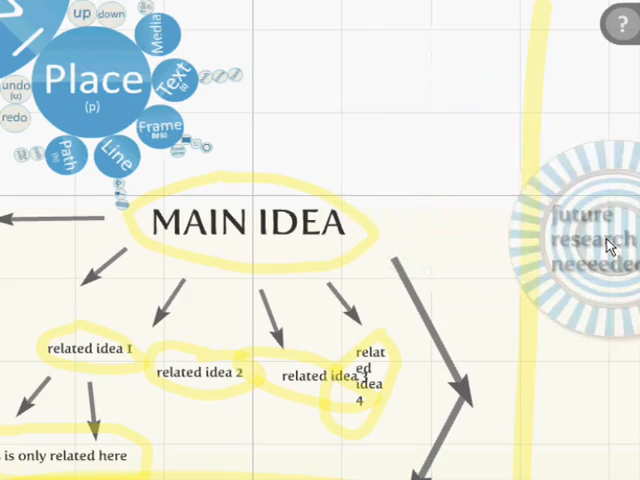 up
down
Media
Place
(p)
Text
undo
(u)
redo
Frame
Path
Line
?
MAIN IDEA
future
research
neeeeded
related idea 1
related idea 2
related idea 3
relat
ed
idea
4
is only related here